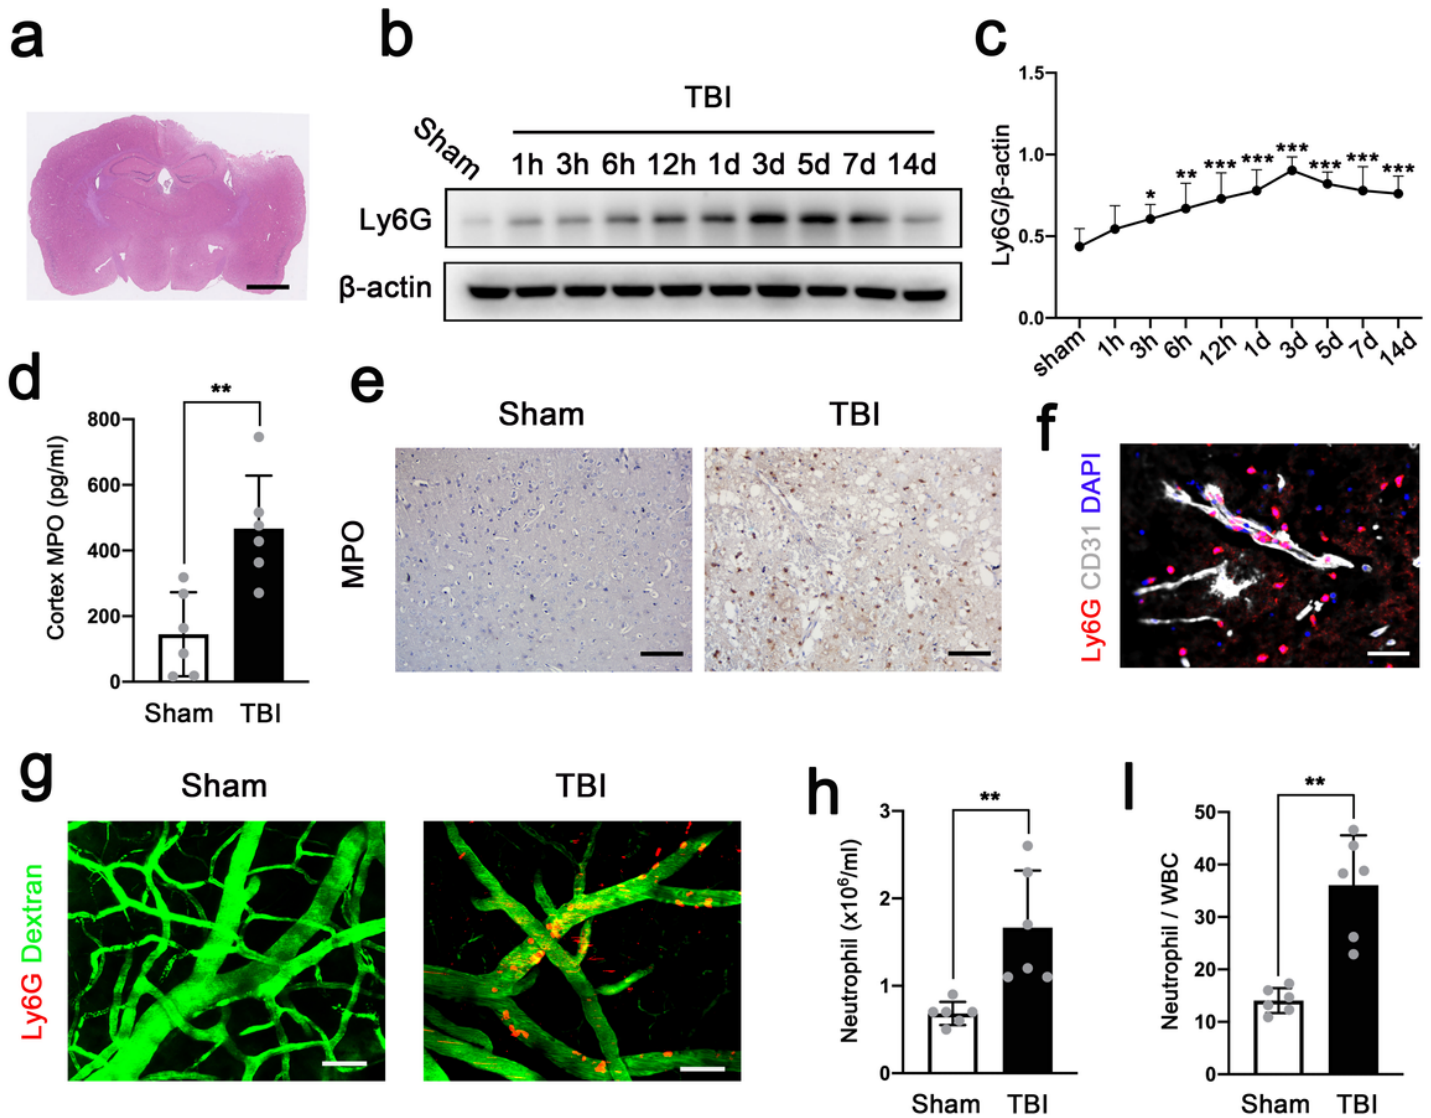 a
b
TBI
Sham 1h 3h 6h 12h 1d 3d 5d 7d 14d
Ly6G
β-actin
c
Ly6G/β-actin
1.5
1.0
0.5
0.0
* ** *** *** *** *** *** ***
sham 1h 3h 6h 12h 1d 3d 5d 7d 14d
d
Cortex MPO (pg/ml)
800
600
400
200
0
**
Sham TBI
e
Sham TBI
MPO
f
Ly6G CD31 DAPI
g
Sham TBI
Ly6G Dextran
h
Neutrophil (x10⁶/ml)
3
2
1
0
**
Sham TBI
I
Neutrophil / WBC
50
40
30
20
10
0
**
Sham TBI